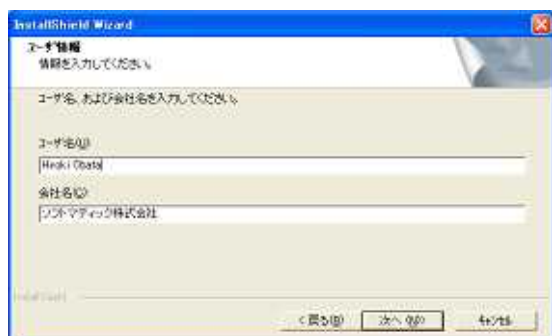 InstallShield Wizard
ユーザ情報
情報を入力してください。
ユーザ名、および会社名を入力してください。
ユーザ名(U)
Hiroki Obata
会社名(C)
ソフトマティック株式会社
InstallShield
< 戻る(B)
次へ(N)>
キャンセル